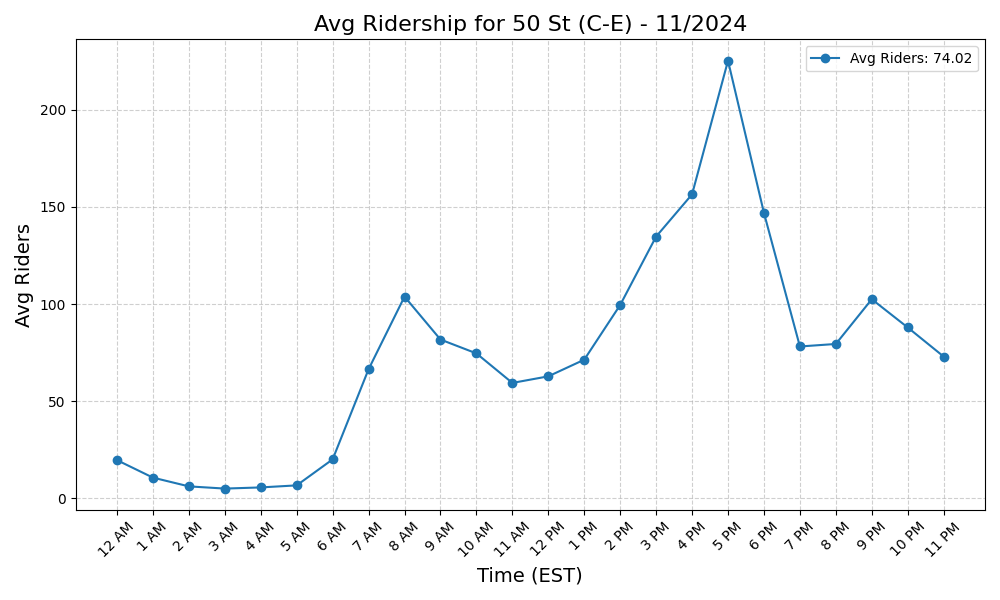 Avg Ridership for 50 St (C-E) - 11/2024
Avg Riders: 74.02
Avg Riders
200
150
100
50
0
12 AM
1 AM
2 AM
3 AM
4 AM
5 AM
6 AM
7 AM
8 AM
9 AM
10 AM
11 AM
12 PM
1 PM
2 PM
3 PM
4 PM
5 PM
6 PM
7 PM
8 PM
9 PM
10 PM
11 PM
Time (EST)